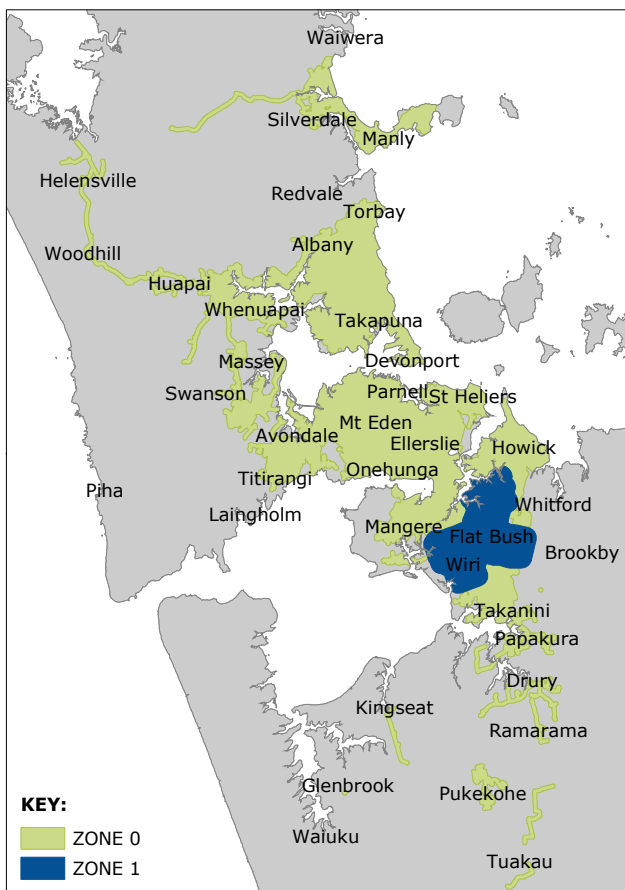 Waiwera
Silverdale
Manly
Helensville
Redvale
Torbay
Albany
Woodhill
Huapai
Whenuapai
Takapuna
Massey
Devonport
Swanson
Parnell
St Heliers
Mt Eden
Avondale
Ellerslie
Howick
Onehunga
Titirangi
Piha
Whitford
Laingholm
Mangere
Flat Bush
Brookby
Wiri
Takanini
Papakura
Drury
Kingseat
Ramarama
Glenbrook
Pukekohe
KEY:
ZONE 0
Waiuku
Tuakau
ZONE 1